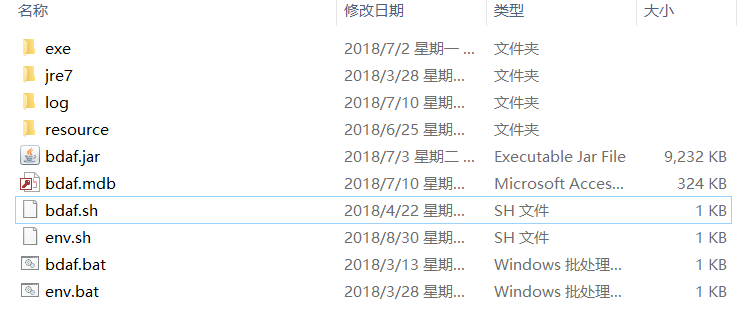 名称 修改日期 类型 大小
exe 2018/7/2 星期一 ... 文件夹
jre7 2018/3/28 星期... 文件夹
log 2018/7/10 星期... 文件夹
resource 2018/6/25 星期... 文件夹
bdaf.jar 2018/7/3 星期二 ... Executable Jar File 9,232 KB
bdaf.mdb 2018/7/10 星期... Microsoft Acces... 324 KB
bdaf.sh 2018/4/22 星期... SH 文件 1 KB
env.sh 2018/8/30 星期... SH 文件 1 KB
bdaf.bat 2018/3/13 星期... Windows 批处理... 1 KB
env.bat 2018/3/28 星期... Windows 批处理... 1 KB